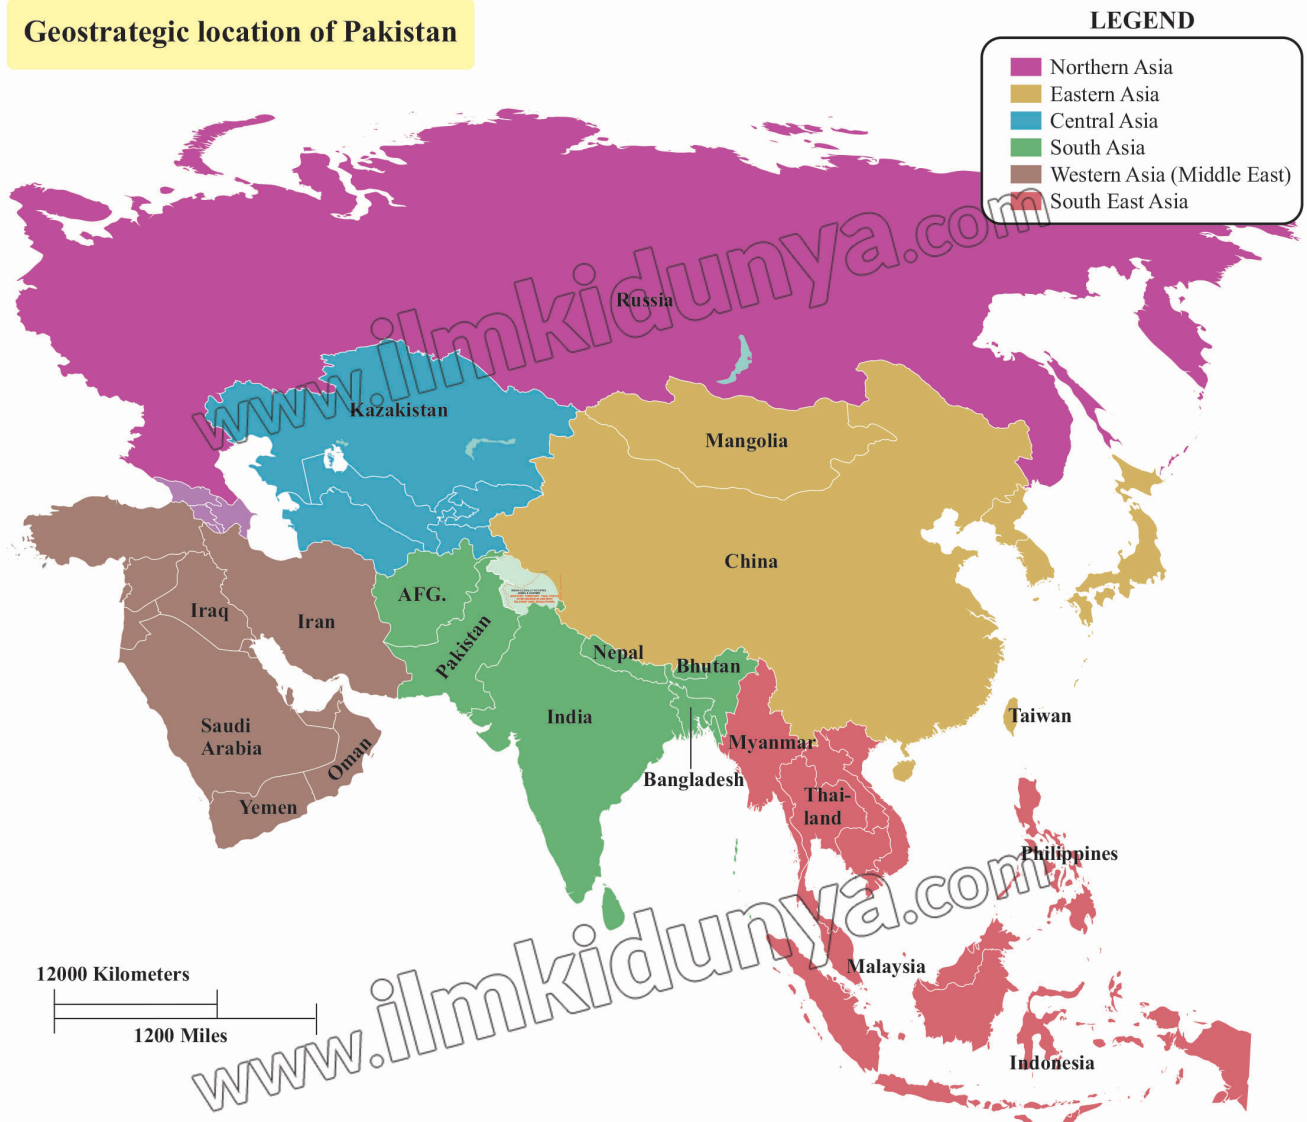 Geostrategic location of Pakistan
LEGEND
Northern Asia
Eastern Asia
Central Asia
South Asia
Western Asia (Middle East)
South East Asia
www.ilmkidunya.com
Russia
Kazakistan
Mangolia
China
AFG.
Iraq
Iran
Pakistan
Nepal
Bhutan
India
Saudi
Arabia
Oman
Yemen
Taiwan
Myanmar
Bangladesh
Thai-
land
Philippines
Malaysia
Indonesia
www.ilmkidunya.com
12000 Kilometers
1200 Miles